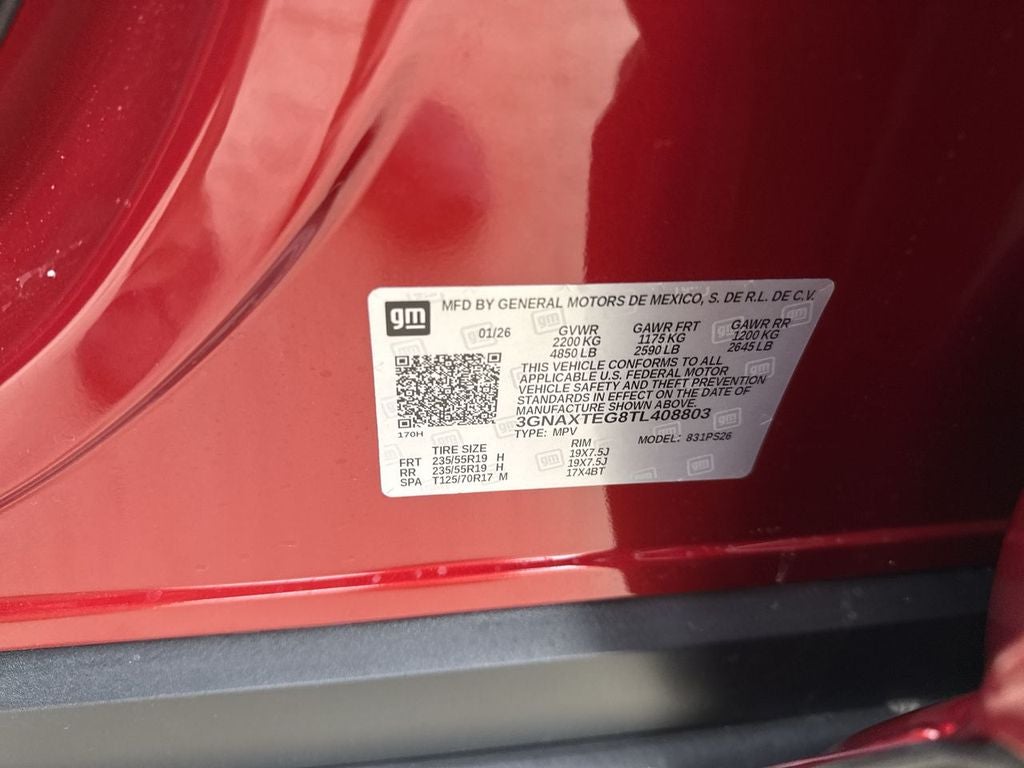 gm MFD BY GENERAL MOTORS DE MEXICO, S. DE R.L. DE C.V.
01/26 GVWR GAWR FRT GAWR RR
2200 KG 1175 KG 1200 KG
4850 LB 2590 LB 2645 LB
THIS VEHICLE CONFORMS TO ALL
APPLICABLE U.S. FEDERAL MOTOR
VEHICLE SAFETY AND THEFT PREVENTION
STANDARDS IN EFFECT ON THE DATE OF
MANUFACTURE SHOWN ABOVE.
3GNAXTEG8TL408803
170H
TYPE: MPV MODEL: 831PS26
TIRE SIZE RIM
FRT 235/55R19 H 19X7.5J
RR 235/55R19 H 19X7.5J
SPA T125/70R17 M 17X4BT